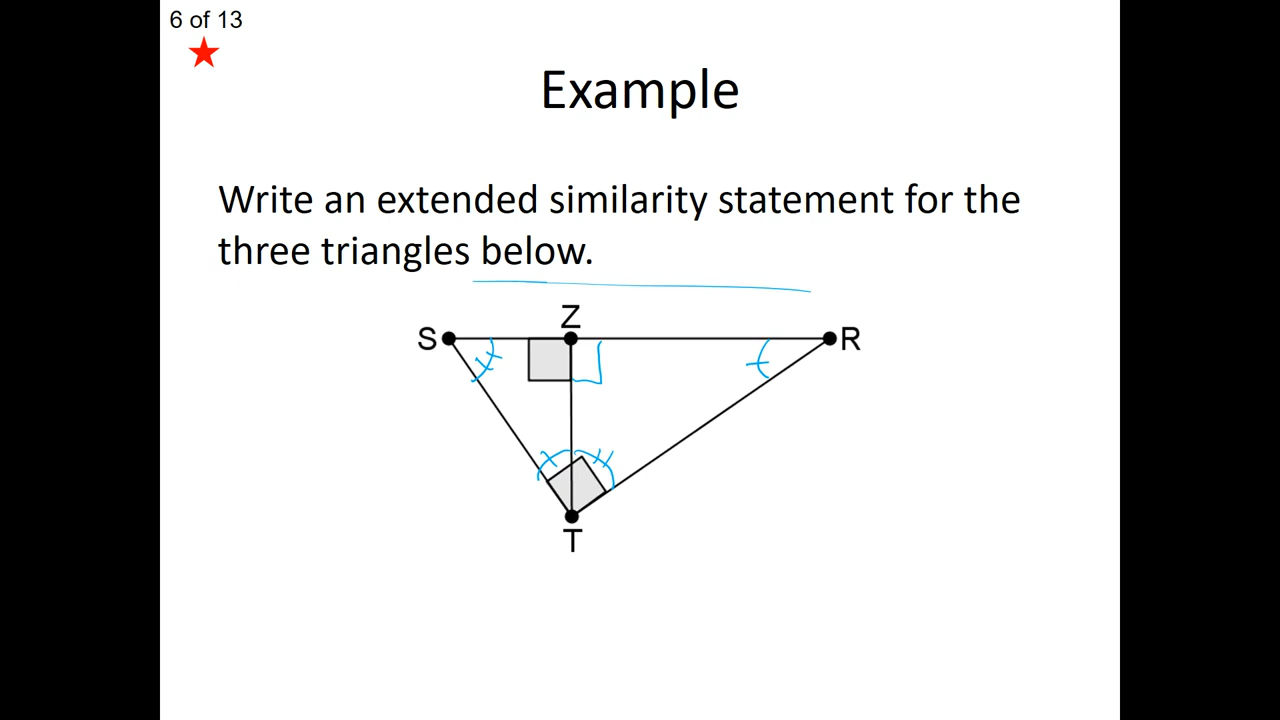 6 of 13
Example
Write an extended similarity statement for the
three triangles below.
Z
S
R
T